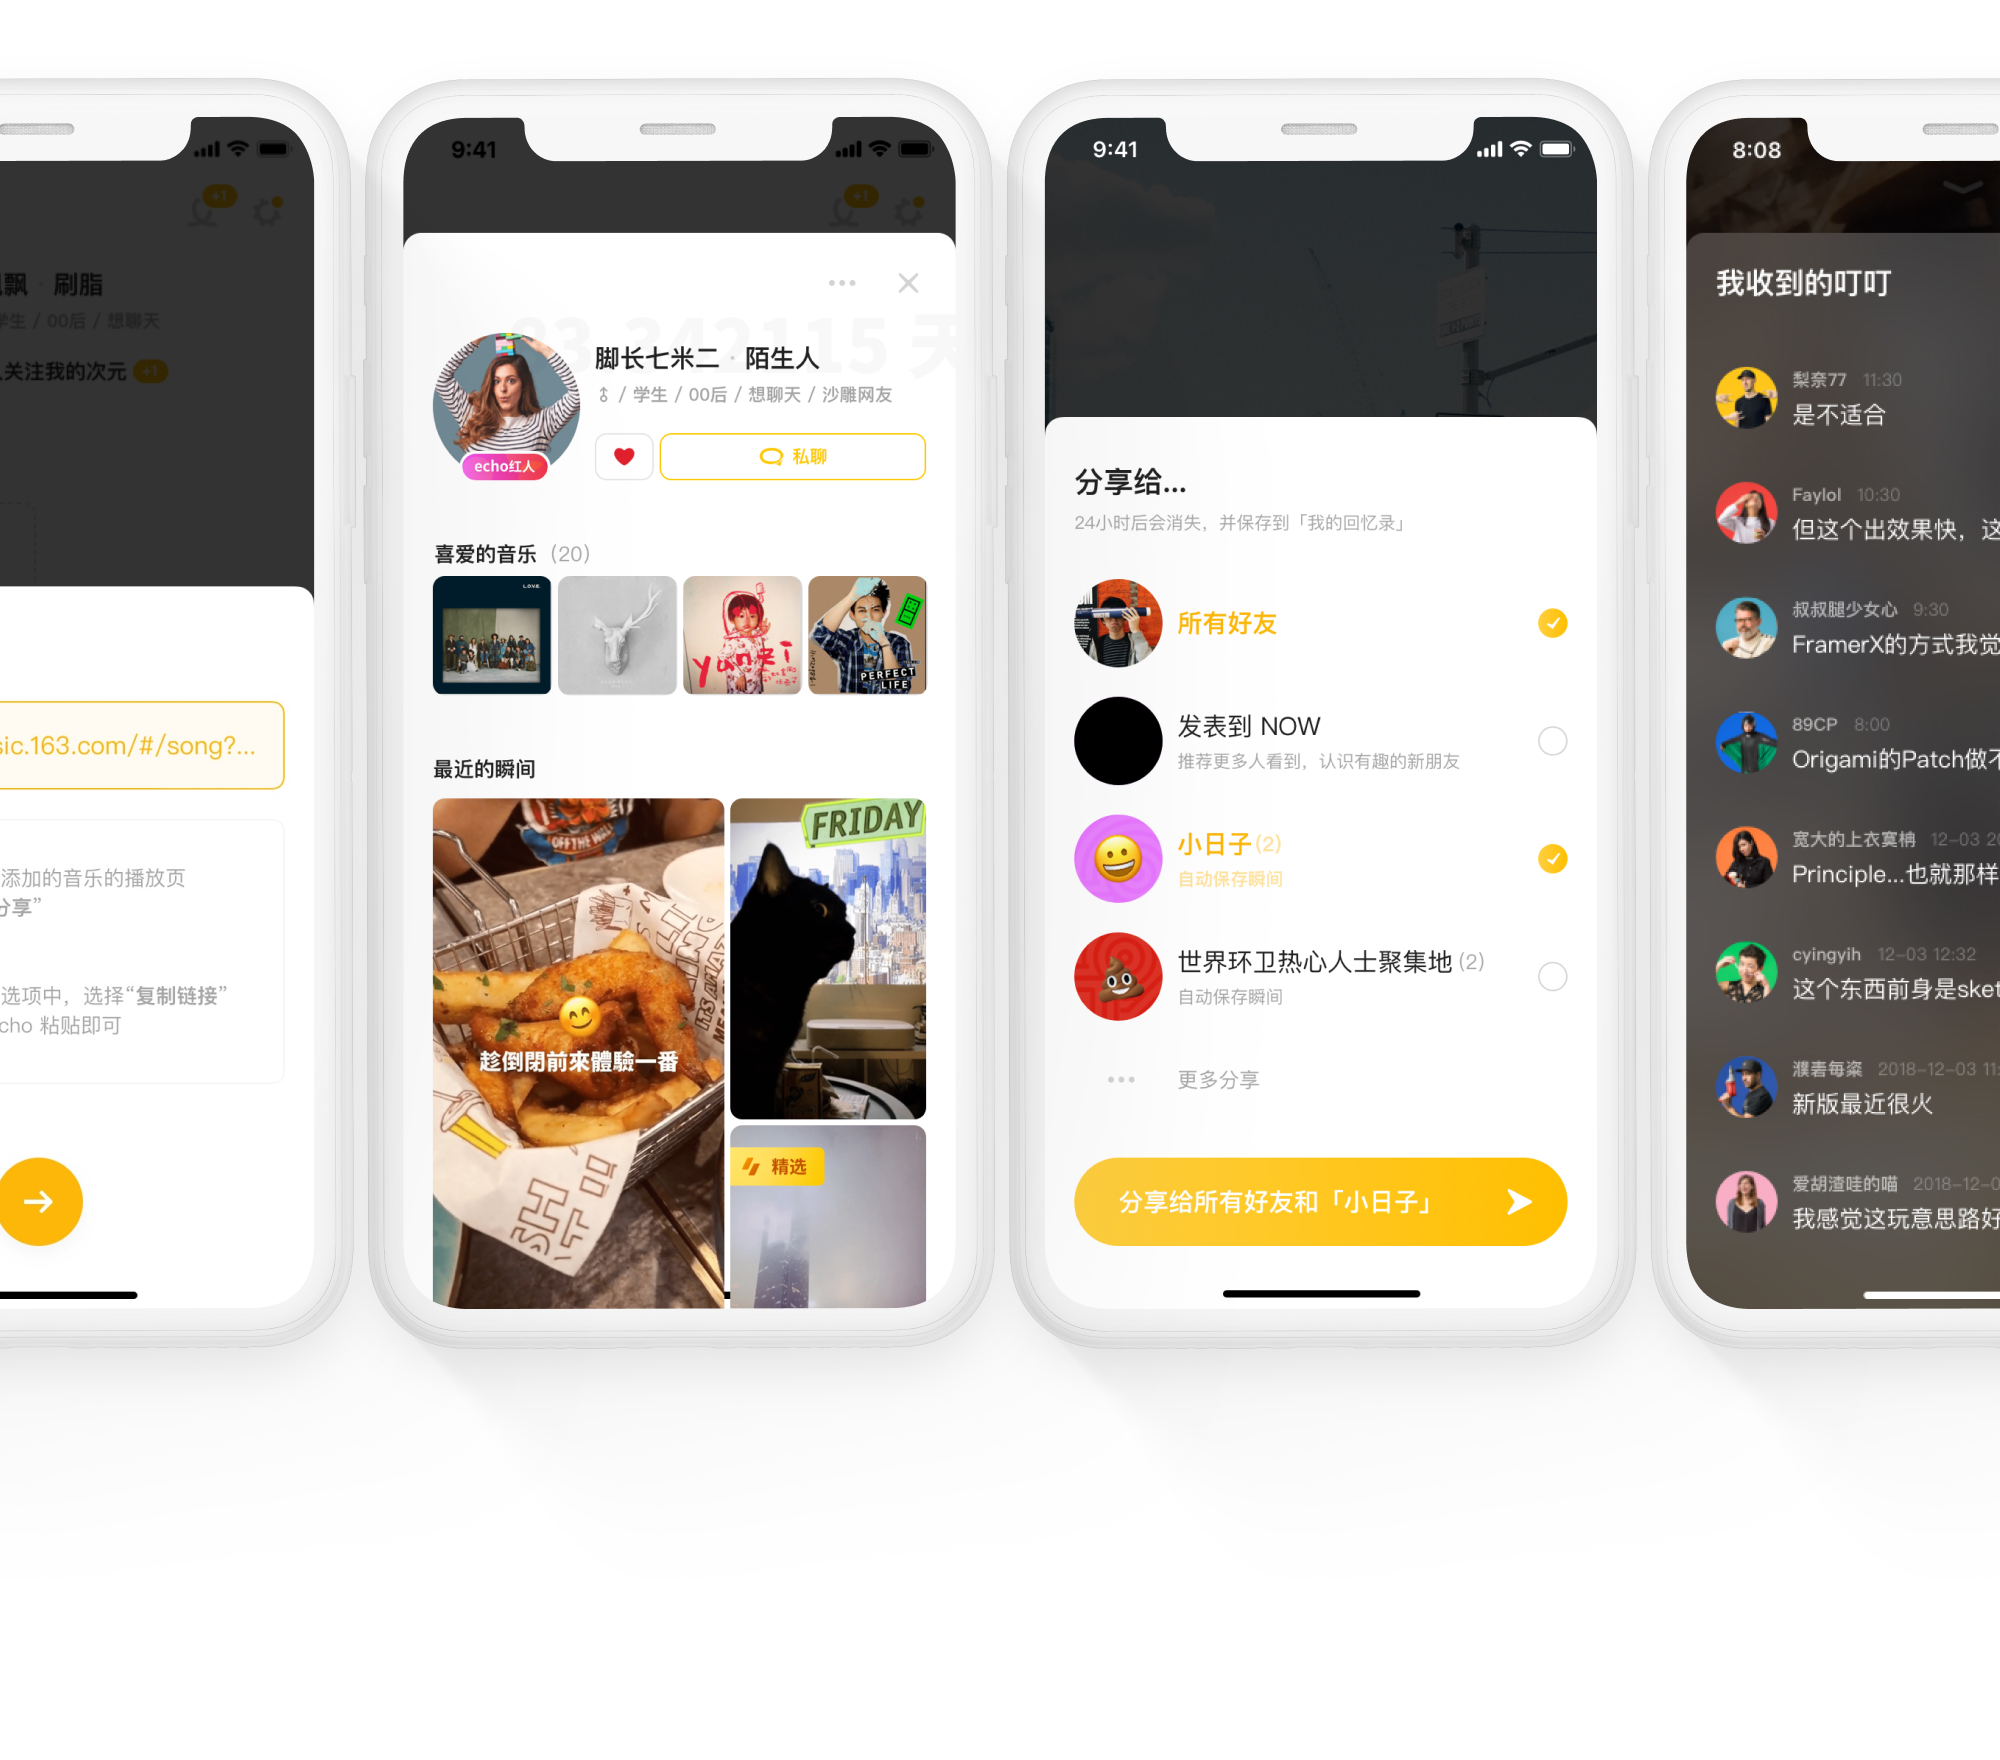 +1
飘 · 刷脂
学生 / 00后 / 想聊天
关注我的次元 +1
sic.163.com/#/song?...
添加的音乐的播放页
分享”
选项中，选择“复制链接”
cho 粘贴即可
9:41
+1
83 342115 天
脚长七米二 · 陌生人
/ 学生 / 00后 / 想聊天 / 沙雕网友
echo红人
私聊
喜爱的音乐 (20)
L.O.V.E.
yanzi
PERFECT
LIFE
最近的瞬间
OFF THE WALL
趁倒閉前來體驗一番
FRIDAY
精选
9:41
分享给...
24小时后会消失，并保存到「我的回忆录」
所有好友
发表到 NOW
推荐更多人看到，认识有趣的新朋友
小日子 (2)
自动保存瞬间
世界环卫热心人士聚集地 (2)
自动保存瞬间
更多分享
分享给所有好友和「小日子」
8:08
我收到的叮叮
梨奈77 11:30
是不适合
Faylol 10:30
但这个出效果快，这
叔叔腿少女心 9:30
FramerX的方式我觉
89CP 8:00
Origami的Patch做不
宽大的上衣寞柟 12-03 20
Principle...也就那样
cyingyih 12-03 12:32
这个东西前身是sket
2018-12-03 11:
新版最近很火
爱胡渣哇的喵 2018-12-0
我感觉这玩意思路好